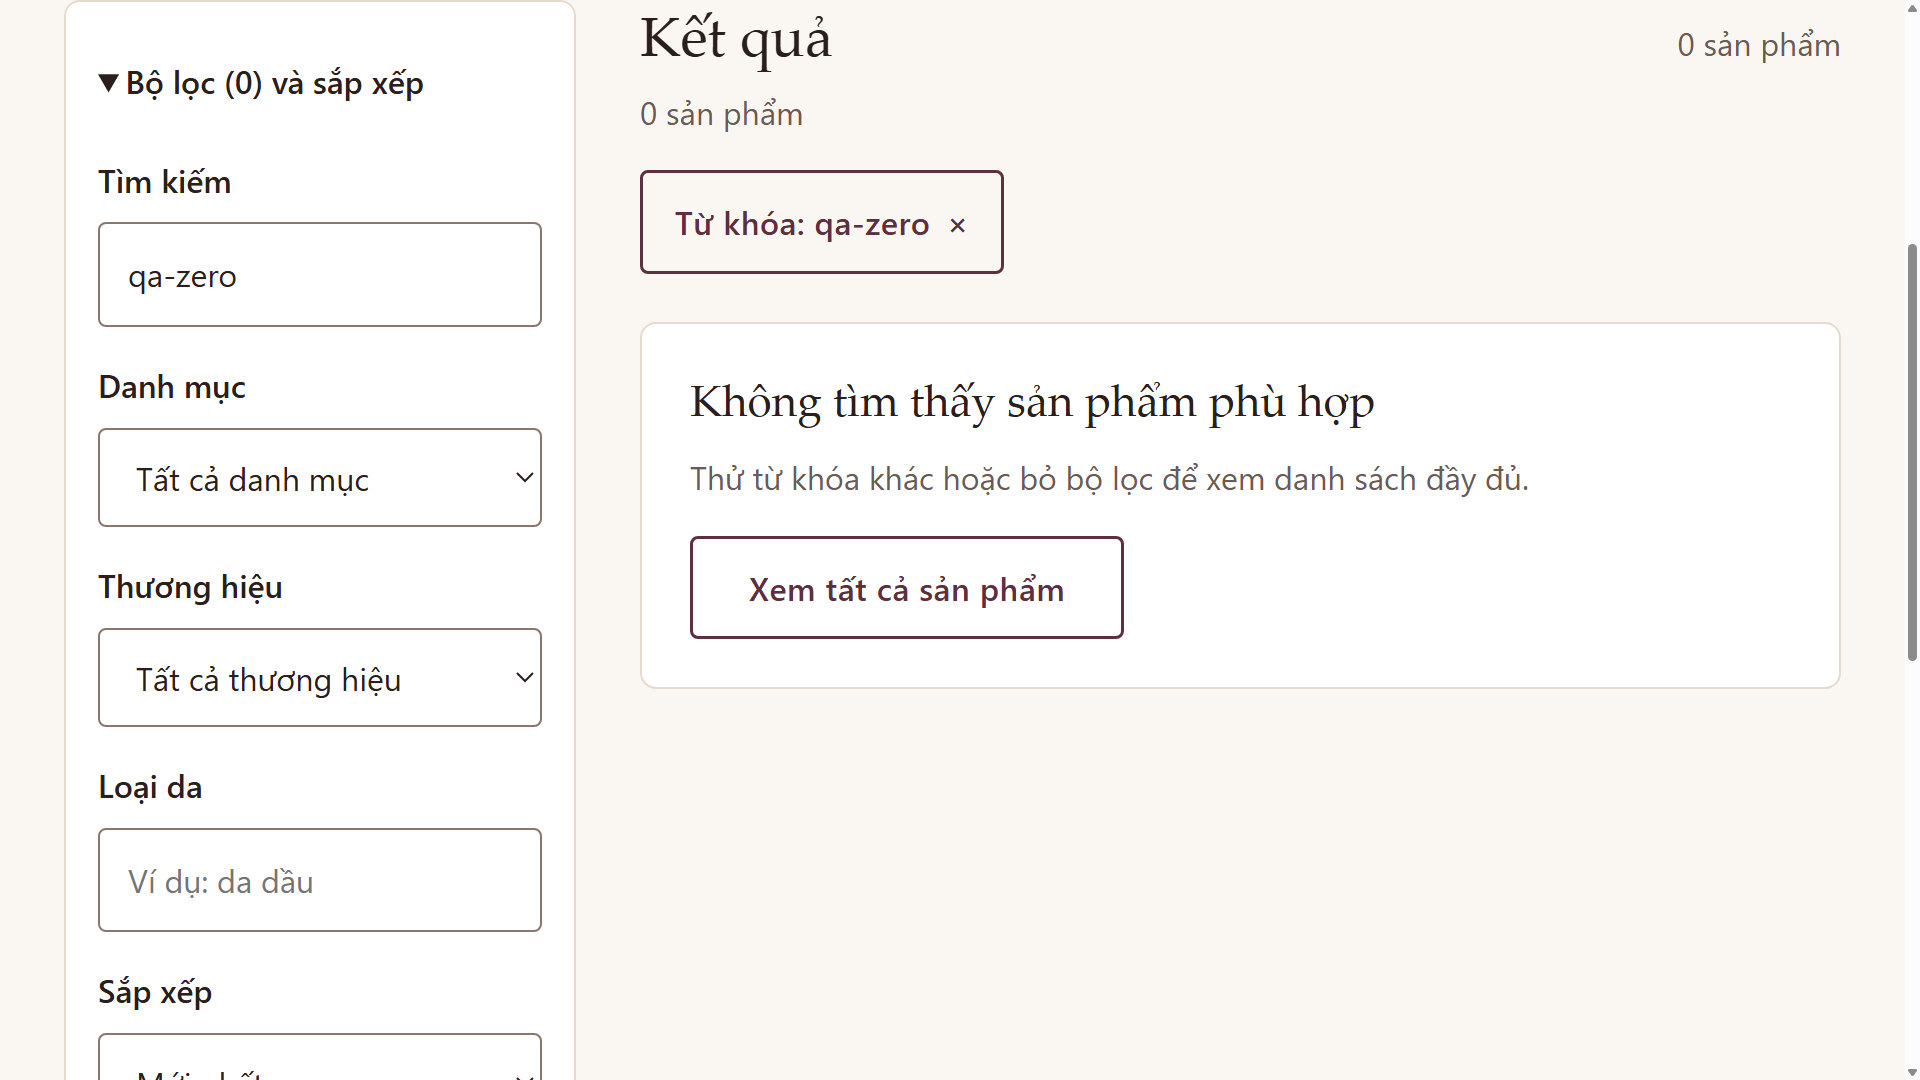 ▼ Bộ lọc (0) và sắp xếp
Tìm kiếm
qa-zero
Danh mục
Tất cả danh mục
Thương hiệu
Tất cả thương hiệu
Loại da
Ví dụ: da dầu
Sắp xếp
Kết quả
0 sản phẩm
0 sản phẩm
Từ khóa: qa-zero ×
Không tìm thấy sản phẩm phù hợp
Thử từ khóa khác hoặc bỏ bộ lọc để xem danh sách đầy đủ.
Xem tất cả sản phẩm